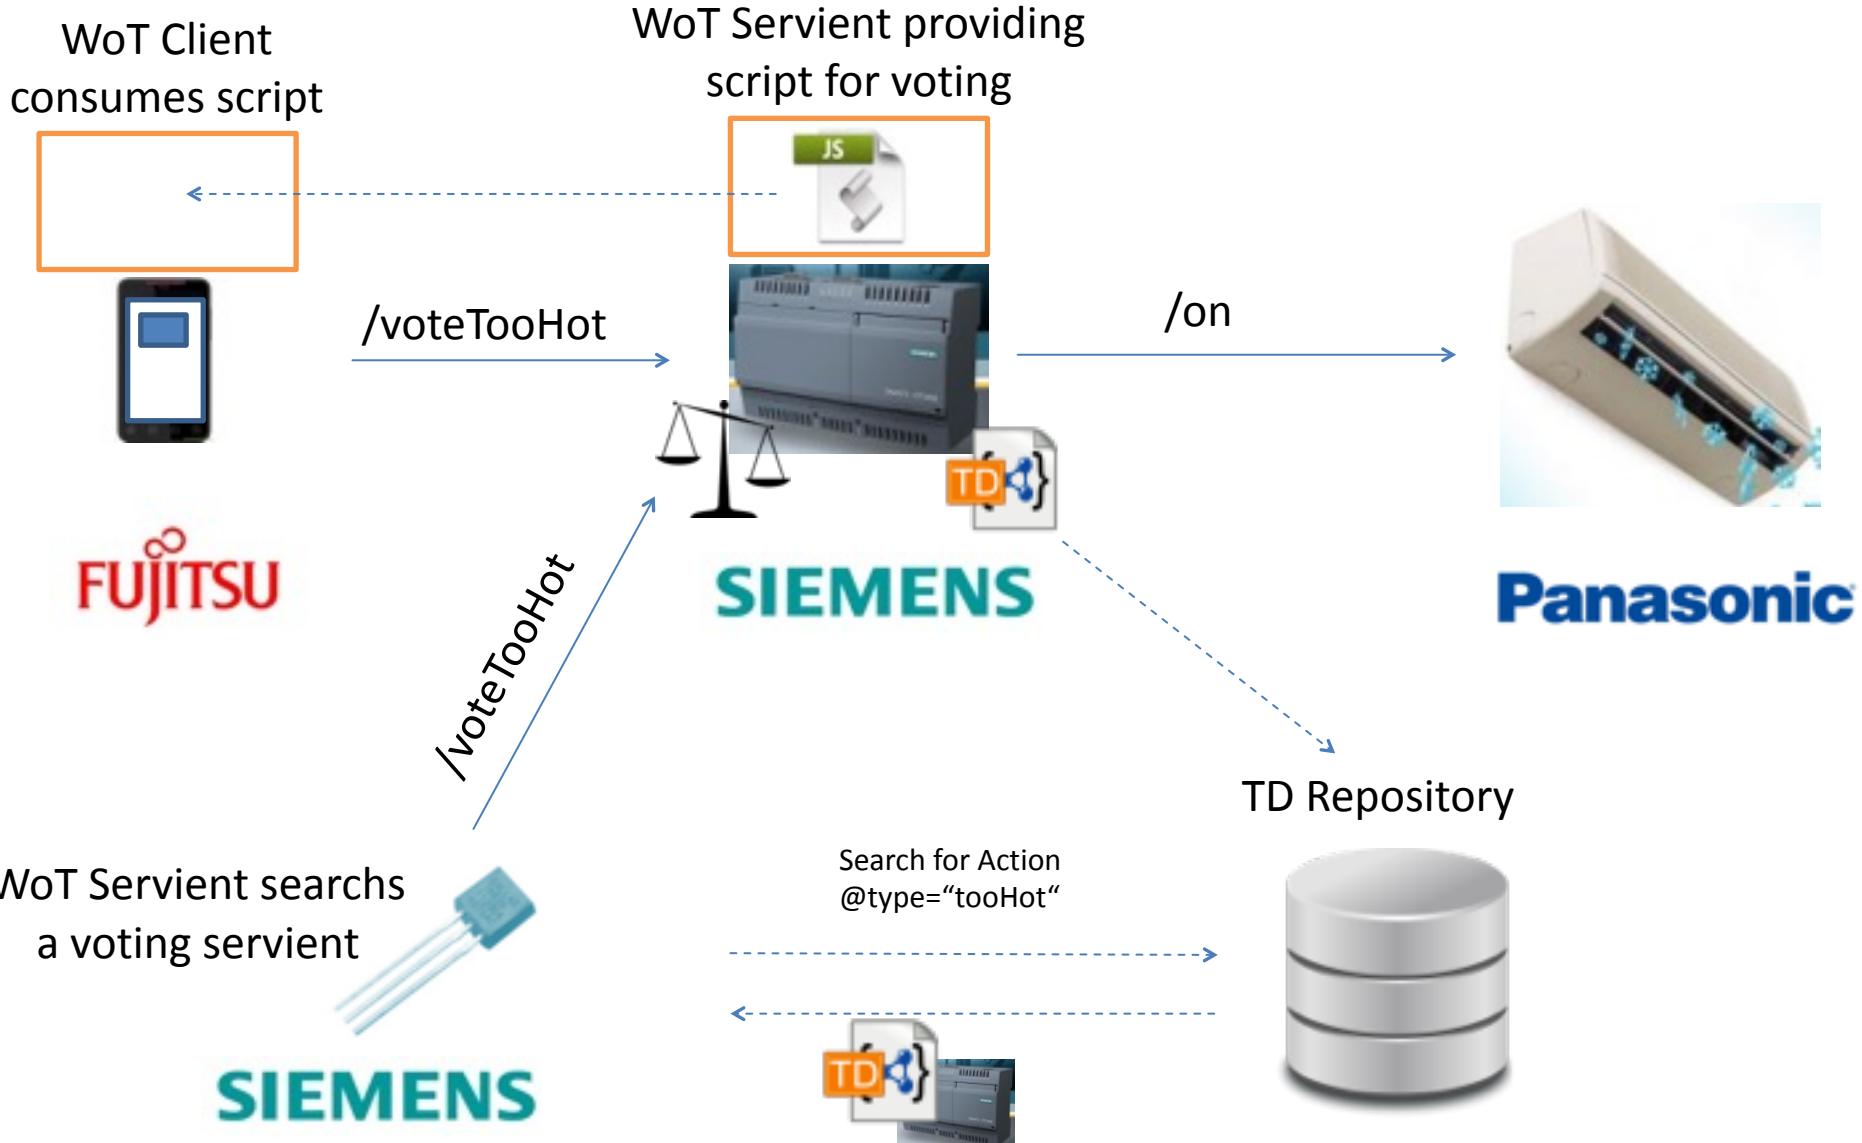 WoT Client
consumes script
WoT Servient providing
script for voting
JS
/voteTooHot
/on
SIEMENS
TD
FUJITSU
SIEMENS
Panasonic
/voteTooHot
TD Repository
WoT Servient searchs
a voting servient
Search for Action
@type=“tooHot“
SIEMENS
TD